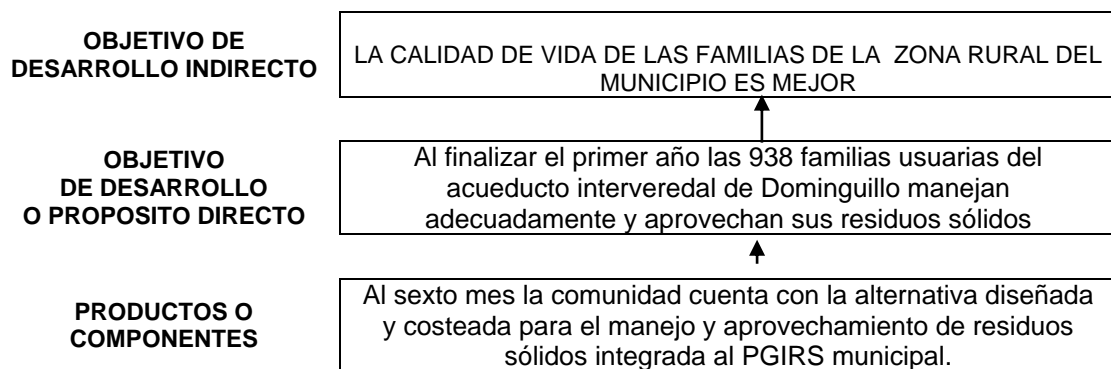 OBJETIVO DE
DESARROLLO INDIRECTO
LA CALIDAD DE VIDA DE LAS FAMILIAS DE LA ZONA RURAL DEL
MUNICIPIO ES MEJOR
OBJETIVO
DE DESARROLLO
O PROPOSITO DIRECTO
Al finalizar el primer año las 938 familias usuarias del
acueducto interveredal de Dominguillo manejan
adecuadamente y aprovechan sus residuos sólidos
PRODUCTOS O
COMPONENTES
Al sexto mes la comunidad cuenta con la alternativa diseñada
y costeada para el manejo y aprovechamiento de residuos
sólidos integrada al PGIRS municipal.